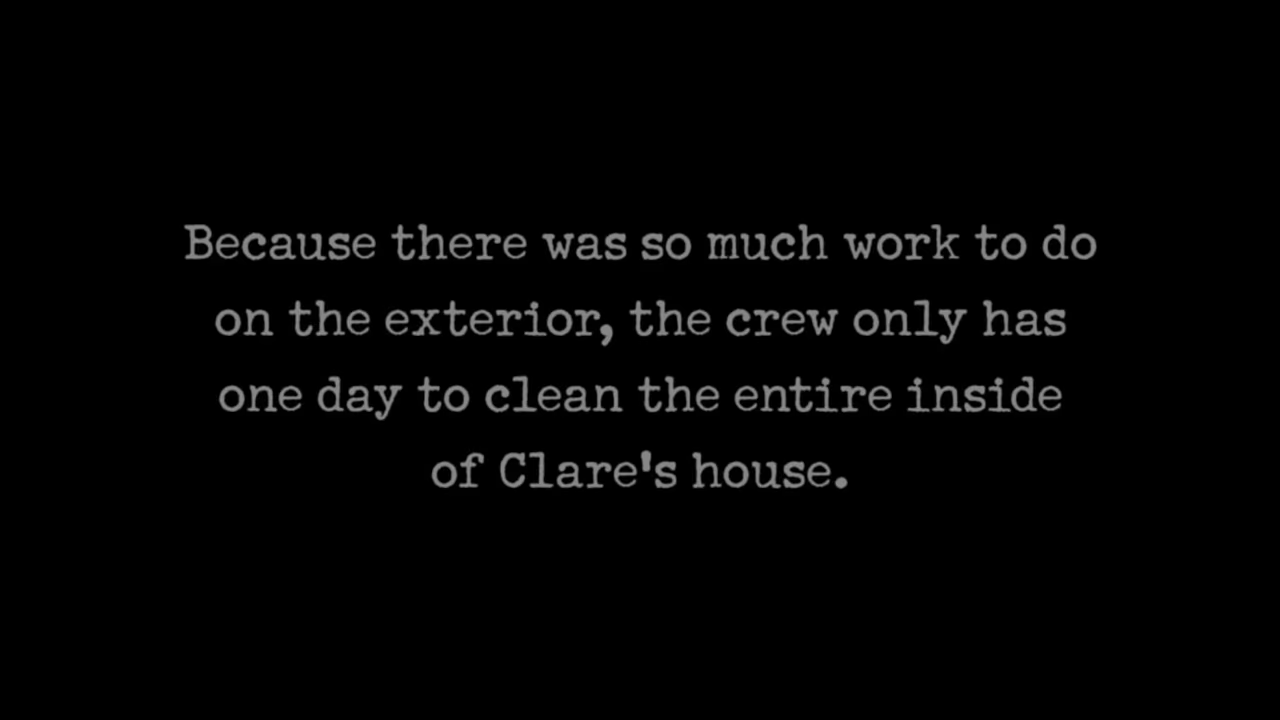 Because there was so much work to do
on the exterior, the crew only has
one day to clean the entire inside
of Clare's house.